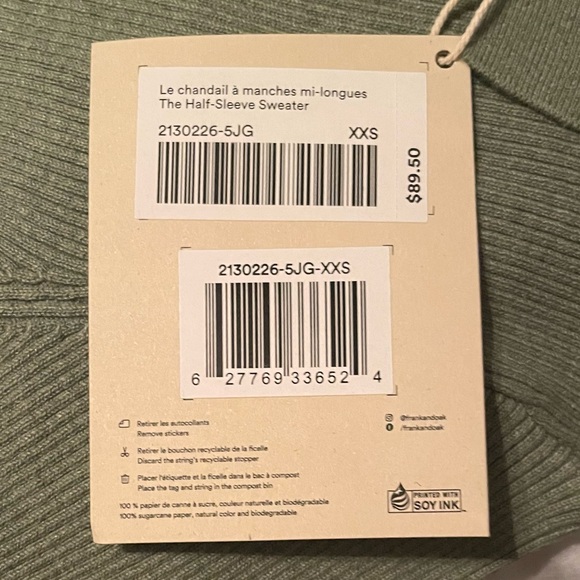 Le chandail à manches mi-longues
The Half-Sleeve Sweater
2130226-5JG XXS
$89.50
2130226-5JG-XXS
6 27769 33652 4
Retirer les autocollants
Remove stickers
Retirer le bouchon recyclable de la ficelle
Discard the string's recyclable stopper
Placer l'étiquette et la ficelle dans le bac à compost
Place the tag and string in the compost bin
100 % papier de canne à sucre, couleur naturelle et biodégradable
100% sugarcane paper, natural color and biodegradable
@frankandoak
/frankandoak
PRINTED WITH
SOY INK